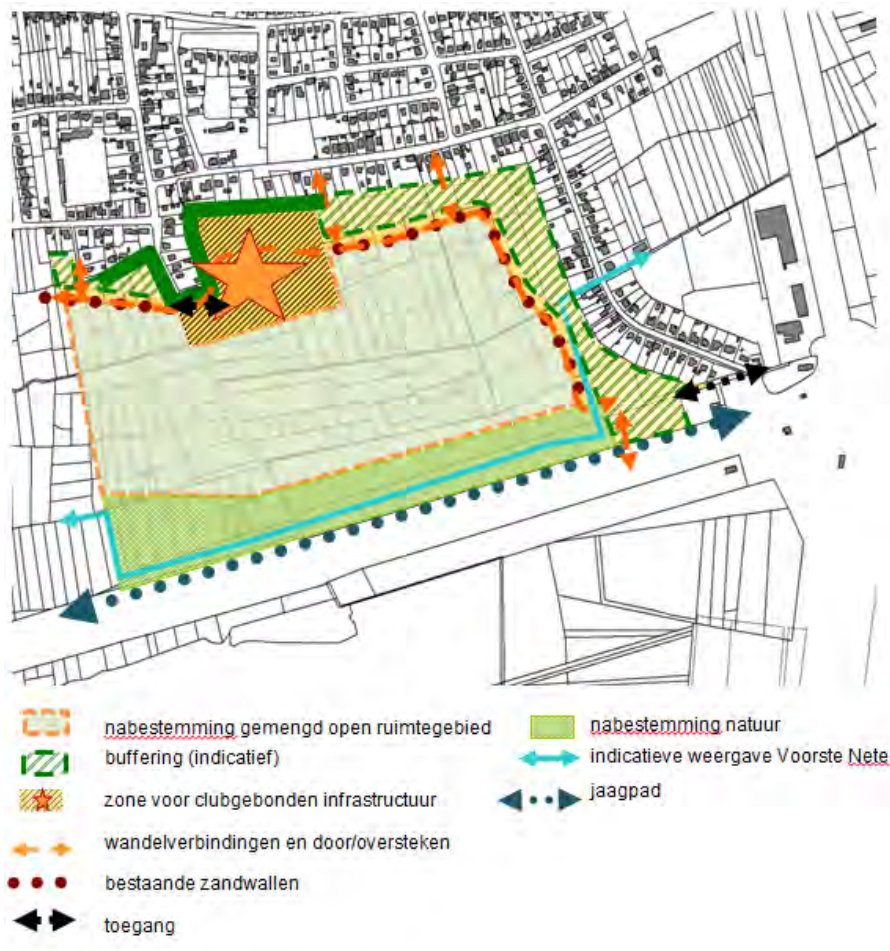 nabestemming gemengd open ruimtegebied
buffering (indicatief)
zone voor clubgebonden infrastructuur
wandelverbindingen en door/oversteken
bestaande zandwallen
toegang
nabestemming natuur
indicatieve weergave Voorste Nete
jaagpad